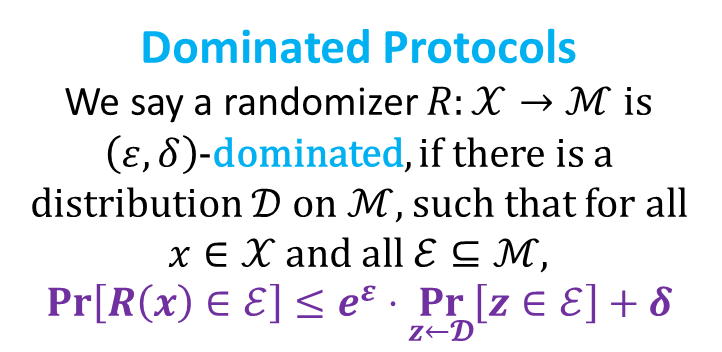 Dominated Protocols
We say a randomizer R: 𝒳 → ℳ is
(ε, δ)-dominated, if there is a
distribution 𝒟 on ℳ, such that for all
x ∈ 𝒳 and all ℰ ⊆ ℳ,
Pr[R(x) ∈ ℰ] ≤ e^ε · Pr_{z←𝒟}[z ∈ ℰ] + δ